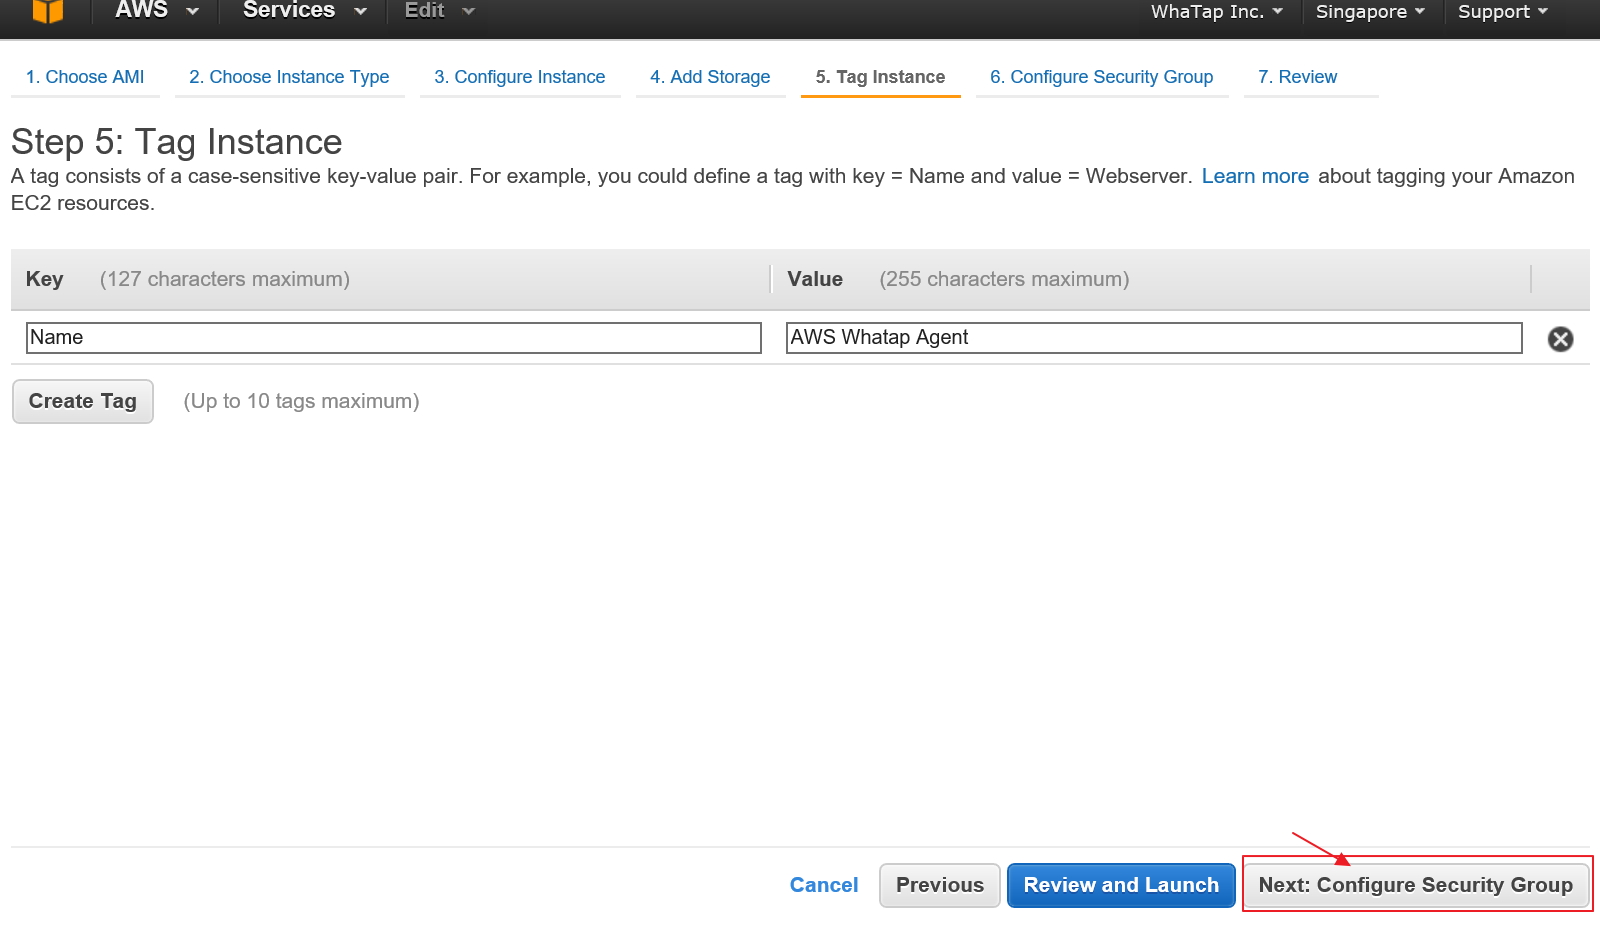 AWS Services Edit WhaTap Inc. Singapore Support
1. Choose AMI 2. Choose Instance Type 3. Configure Instance 4. Add Storage 5. Tag Instance 6. Configure Security Group 7. Review
Step 5: Tag Instance
A tag consists of a case-sensitive key-value pair. For example, you could define a tag with key = Name and value = Webserver. Learn more about tagging your Amazon
EC2 resources.
Key (127 characters maximum) Value (255 characters maximum)
Name AWS Whatap Agent
Create Tag (Up to 10 tags maximum)
Cancel Previous Review and Launch Next: Configure Security Group